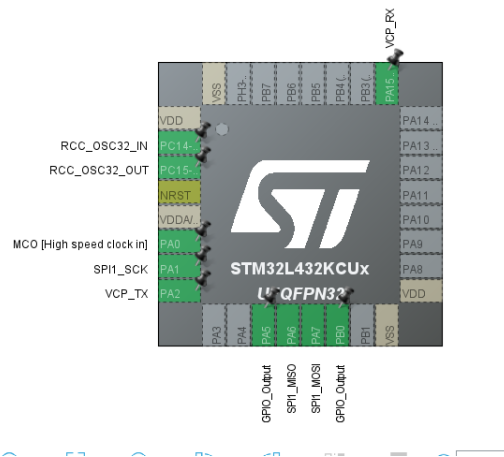 VCP_RX
VSS
PH3-..
PB7
PB6
PB5
PB4 (..
PB3 (..
PA15 ..
VDD
PC14-..
PC15-..
NRST
VDDA/..
PA0
PA1
PA2
RCC_OSC32_IN
RCC_OSC32_OUT
MCO [High speed clock in]
SPI1_SCK
VCP_TX
STM32L432KCUx
UFQFPN32
PA14 ..
PA13 ..
PA12
PA11
PA10
PA9
PA8
VDD
PA3
PA4
PA5
PA6
PA7
PB0
PB1
VSS
GPIO_Output
SPI1_MISO
SPI1_MOSI
GPIO_Output